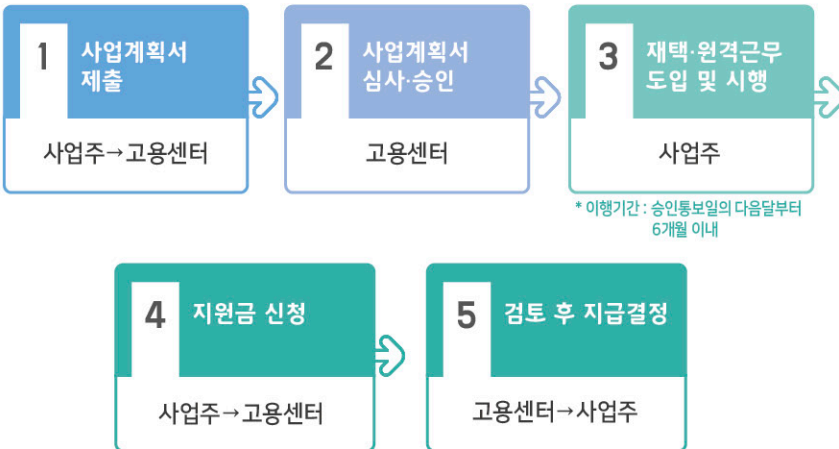 1
사업계획서
제출
사업주→고용센터
2
사업계획서
심사·승인
고용센터
3
재택·원격근무
도입 및 시행
사업주
* 이행기간 : 승인통보일의 다음달부터
6개월 이내
4
지원금 신청
사업주→고용센터
5
검토 후 지급결정
고용센터→사업주